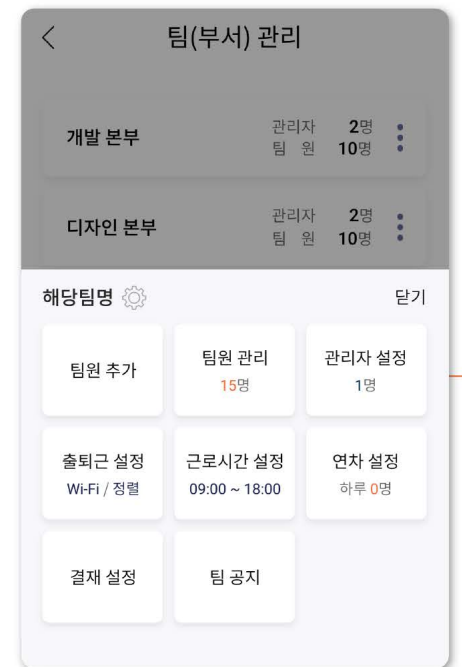 팀(부서) 관리
개발 본부
관리자 2명
팀 원 10명
디자인 본부
관리자 2명
팀 원 10명
해당팀명 닫기
팀원 추가
팀원 관리
15명
관리자 설정
1명
출퇴근 설정
Wi-Fi / 정렬
근로시간 설정
09:00 ~ 18:00
연차 설정
하루 0명
결재 설정
팀 공지